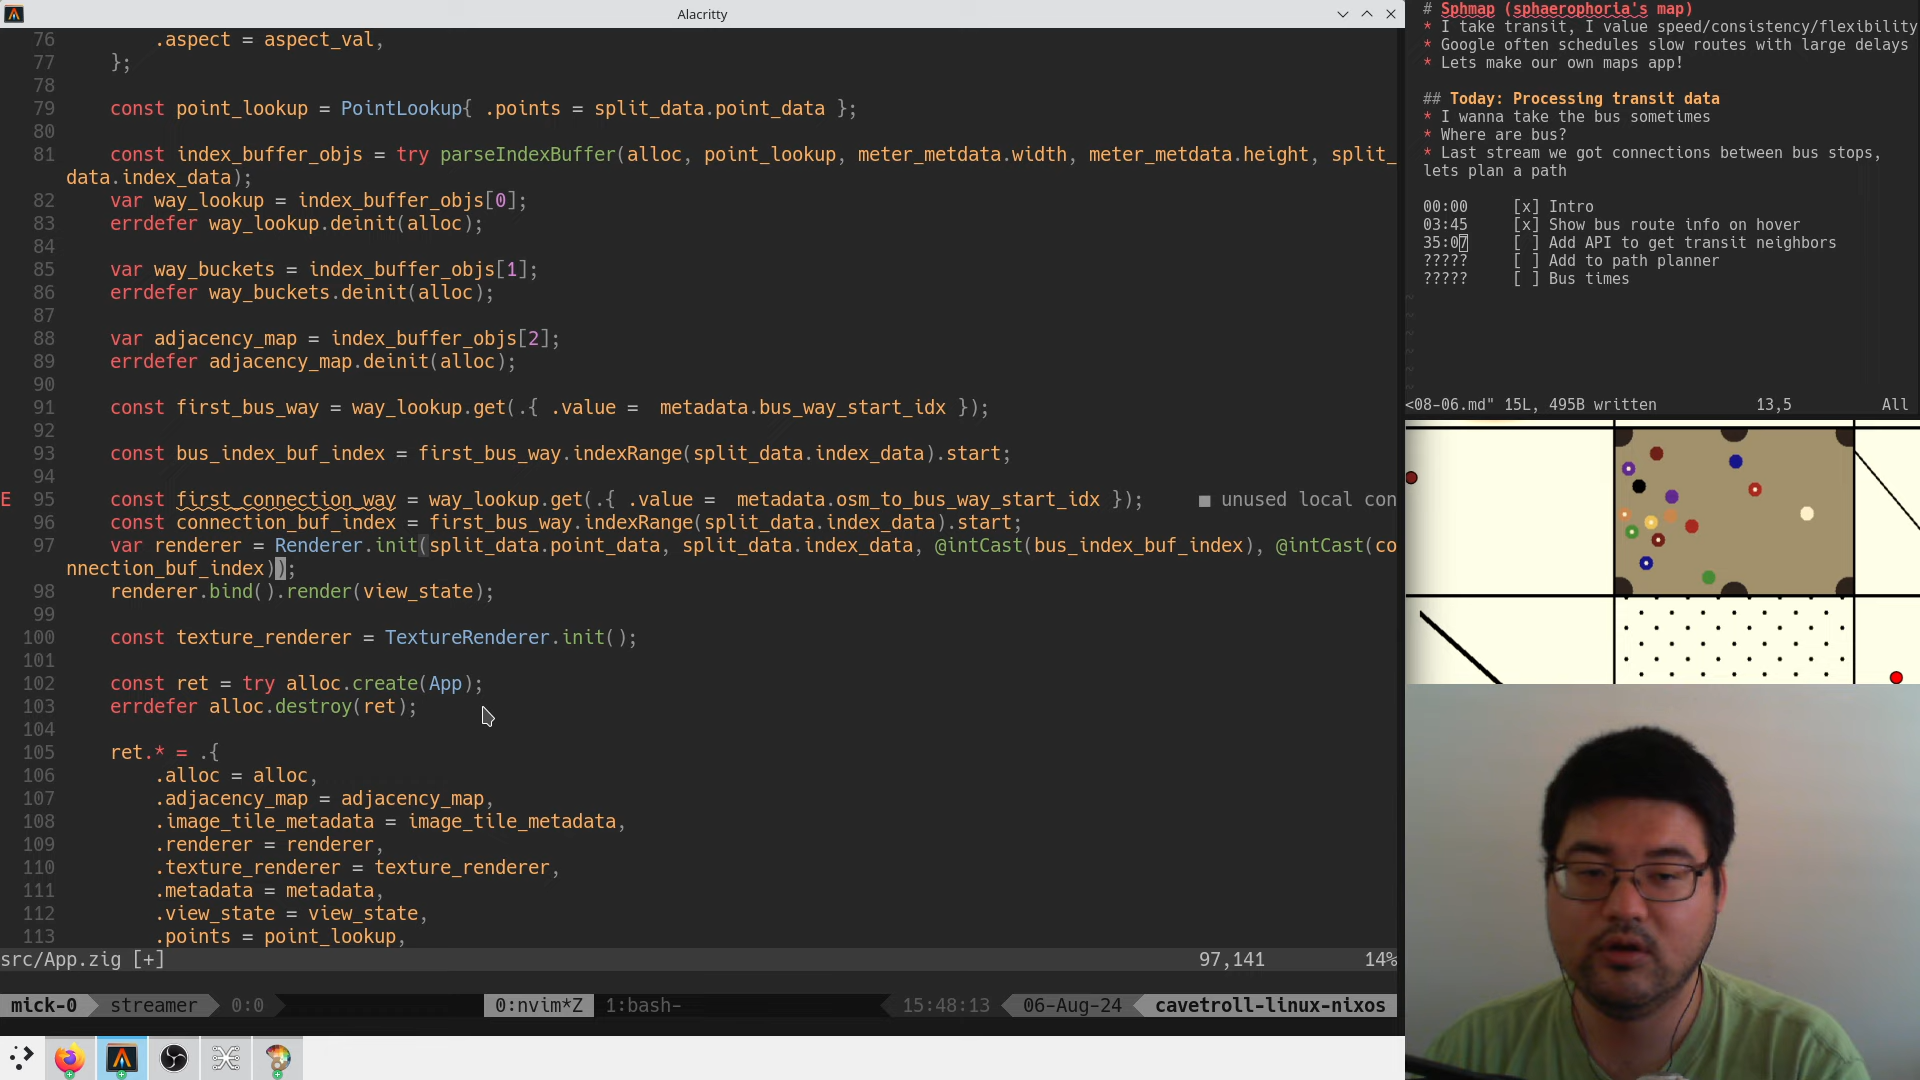 Alacritty
76 .aspect = aspect_val,
77 };
78
79 const point_lookup = PointLookup{ .points = split_data.point_data };
80
81 const index_buffer_objs = try parseIndexBuffer(alloc, point_lookup, meter_metdata.width, meter_metdata.height, split_
data.index_data);
82 var way_lookup = index_buffer_objs[0];
83 errdefer way_lookup.deinit(alloc);
84
85 var way_buckets = index_buffer_objs[1];
86 errdefer way_buckets.deinit(alloc);
87
88 var adjacency_map = index_buffer_objs[2];
89 errdefer adjacency_map.deinit(alloc);
90
91 const first_bus_way = way_lookup.get(.{ .value =  metadata.bus_way_start_idx });
92
93 const bus_index_buf_index = first_bus_way.indexRange(split_data.index_data).start;
94
E 95 const first_connection_way = way_lookup.get(.{ .value =  metadata.osm_to_bus_way_start_idx }); ■ unused local con
96 const connection_buf_index = first_bus_way.indexRange(split_data.index_data).start;
97 var renderer = Renderer.init(split_data.point_data, split_data.index_data, @intCast(bus_index_buf_index), @intCast(co
nnection_buf_index));
98 renderer.bind().render(view_state);
99
100 const texture_renderer = TextureRenderer.init();
101
102 const ret = try alloc.create(App);
103 errdefer alloc.destroy(ret);
104
105 ret.* = .{
106 .alloc = alloc,
107 .adjacency_map = adjacency_map,
108 .image_tile_metadata = image_tile_metadata,
109 .renderer = renderer,
110 .texture_renderer = texture_renderer,
111 .metadata = metadata,
112 .view_state = view_state,
113 .points = point_lookup,
src/App.zig [+] 97,141 14%
mick-0 streamer 0:0 0:nvim*Z 1:bash- 15:48:13 06-Aug-24 cavetroll-linux-nixos
# Sphmap (sphaerophoria's map)
* I take transit, I value speed/consistency/flexibility
* Google often schedules slow routes with large delays
* Lets make our own maps app!
## Today: Processing transit data
* I wanna take the bus sometimes
* Where are bus?
* Last stream we got connections between bus stops,
lets plan a path
00:00 [x] Intro
03:45 [x] Show bus route info on hover
35:07 [ ] Add API to get transit neighbors
????? [ ] Add to path planner
????? [ ] Bus times
~
~
~
~
~
~
<08-06.md" 15L, 495B written 13,5 All